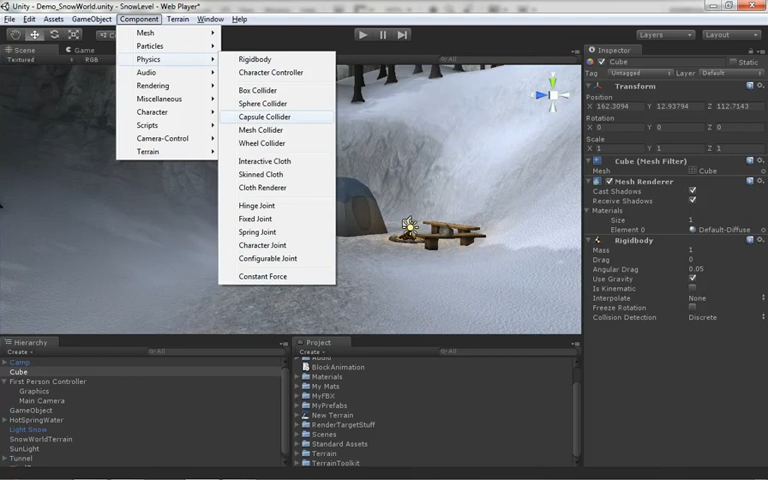 Unity - Demo_SnowWorld.unity - SnowLevel - Web Player*
File Edit Assets GameObject Component Terrain Window Help
Layers Layout
Scene Game
Textured RGB All
Mesh
Particles
Physics
Audio
Rendering
Miscellaneous
Character
Scripts
Camera-Control
Terrain
Rigidbody
Character Controller
Box Collider
Sphere Collider
Capsule Collider
Mesh Collider
Wheel Collider
Interactive Cloth
Skinned Cloth
Cloth Renderer
Hinge Joint
Fixed Joint
Spring Joint
Character Joint
Configurable Joint
Constant Force
Inspector
Cube Static
Tag Untagged Layer Default
Transform
Position
X 162.3094 Y 12.93794 Z 112.7143
Rotation
X 0 Y 0 Z 0
Scale
X 1 Y 1 Z 1
Cube (Mesh Filter)
Mesh Cube
Mesh Renderer
Cast Shadows
Receive Shadows
Materials
Size 1
Element 0 Default-Diffuse
Rigidbody
Mass 1
Drag 0
Angular Drag 0.05
Use Gravity
Is Kinematic
Interpolate None
Freeze Rotation
Collision Detection Discrete
Hierarchy
Create All
Camp
Cube
First Person Controller
Graphics
Main Camera
GameObject
HotSpringWater
Light Snow
SnowWorldTerrain
SunLight
Tunnel
Project
Create All
Audio
BlockAnimation
Materials
My Mats
MyFBX
MyPrefabs
New Terrain
RenderTargetStuff
Scenes
Standard Assets
Terrain
TerrainToolkit